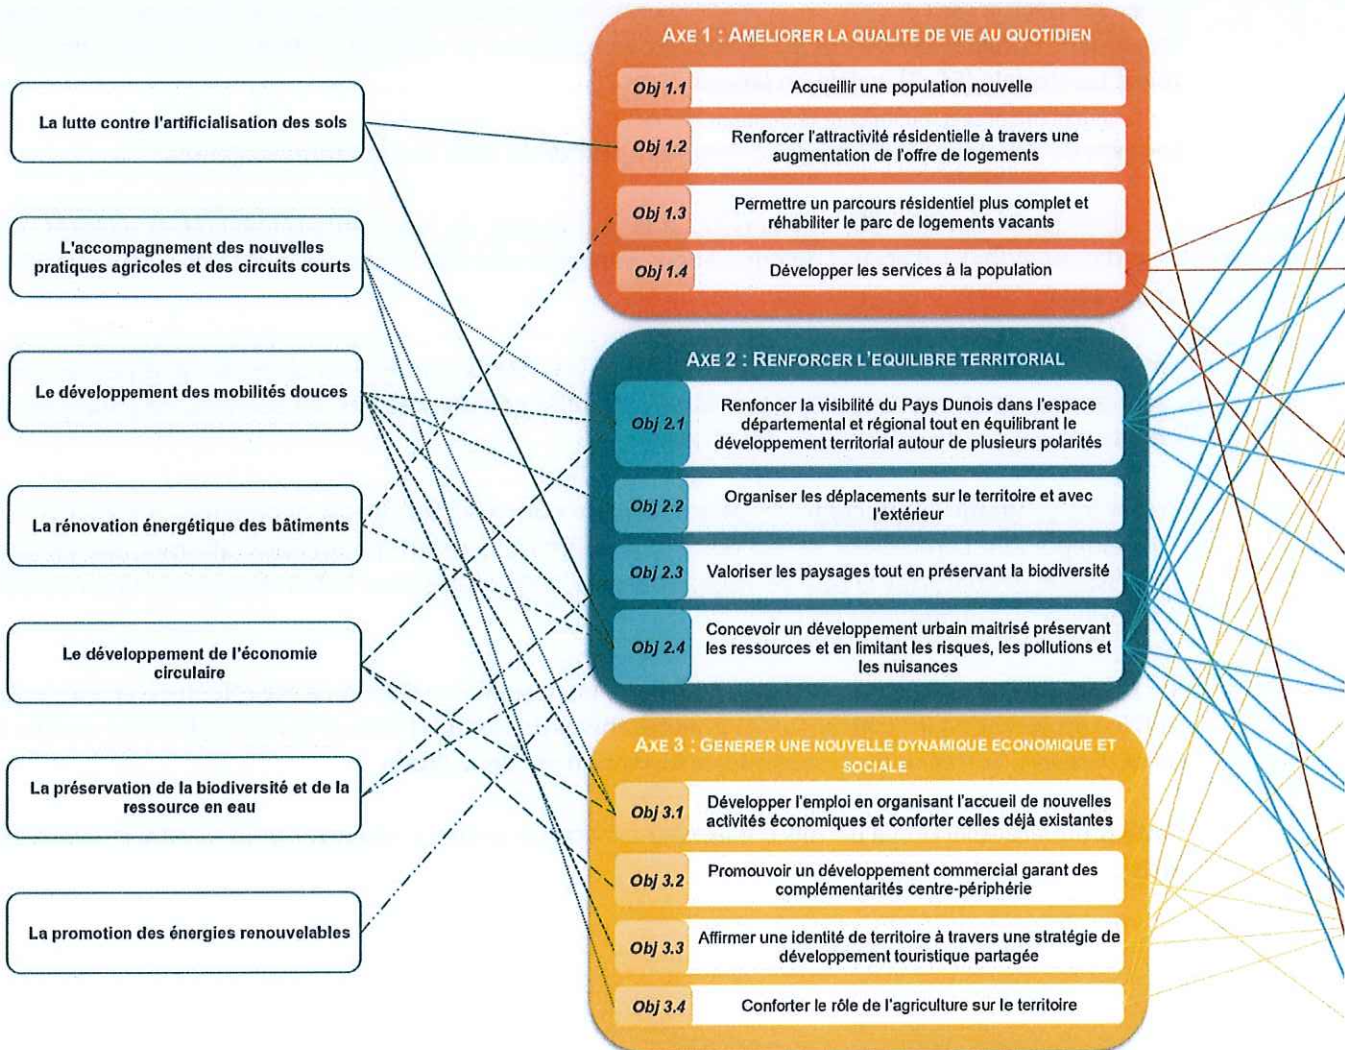 La lutte contre l'artificialisation des sols
L'accompagnement des nouvelles
pratiques agricoles et des circuits courts
Le développement des mobilités douces
La rénovation énergétique des bâtiments
Le développement de l'économie
circulaire
La préservation de la biodiversité et de la
ressource en eau
La promotion des énergies renouvelables
AXE 1 : AMELIORER LA QUALITE DE VIE AU QUOTIDIEN
Obj 1.1
Accueillir une population nouvelle
Obj 1.2
Renforcer l'attractivité résidentielle à travers une
augmentation de l'offre de logements
Obj 1.3
Permettre un parcours résidentiel plus complet et
réhabiliter le parc de logements vacants
Obj 1.4
Développer les services à la population
AXE 2 : RENFORCER L'EQUILIBRE TERRITORIAL
Obj 2.1
Renfoncer la visibilité du Pays Dunois dans l'espace
départemental et régional tout en équilibrant le
développement territorial autour de plusieurs polarités
Obj 2.2
Organiser les déplacements sur le territoire et avec
l'extérieur
Obj 2.3
Valoriser les paysages tout en préservant la biodiversité
Obj 2.4
Concevoir un développement urbain maitrisé préservant
les ressources et en limitant les risques, les pollutions et
les nuisances
AXE 3 : GENERER UNE NOUVELLE DYNAMIQUE ECONOMIQUE ET
SOCIALE
Obj 3.1
Développer l'emploi en organisant l'accueil de nouvelles
activités économiques et conforter celles déjà existantes
Obj 3.2
Promouvoir un développement commercial garant des
complémentarités centre-périphérie
Obj 3.3
Affirmer une identité de territoire à travers une stratégie de
développement touristique partagée
Obj 3.4
Conforter le rôle de l'agriculture sur le territoire